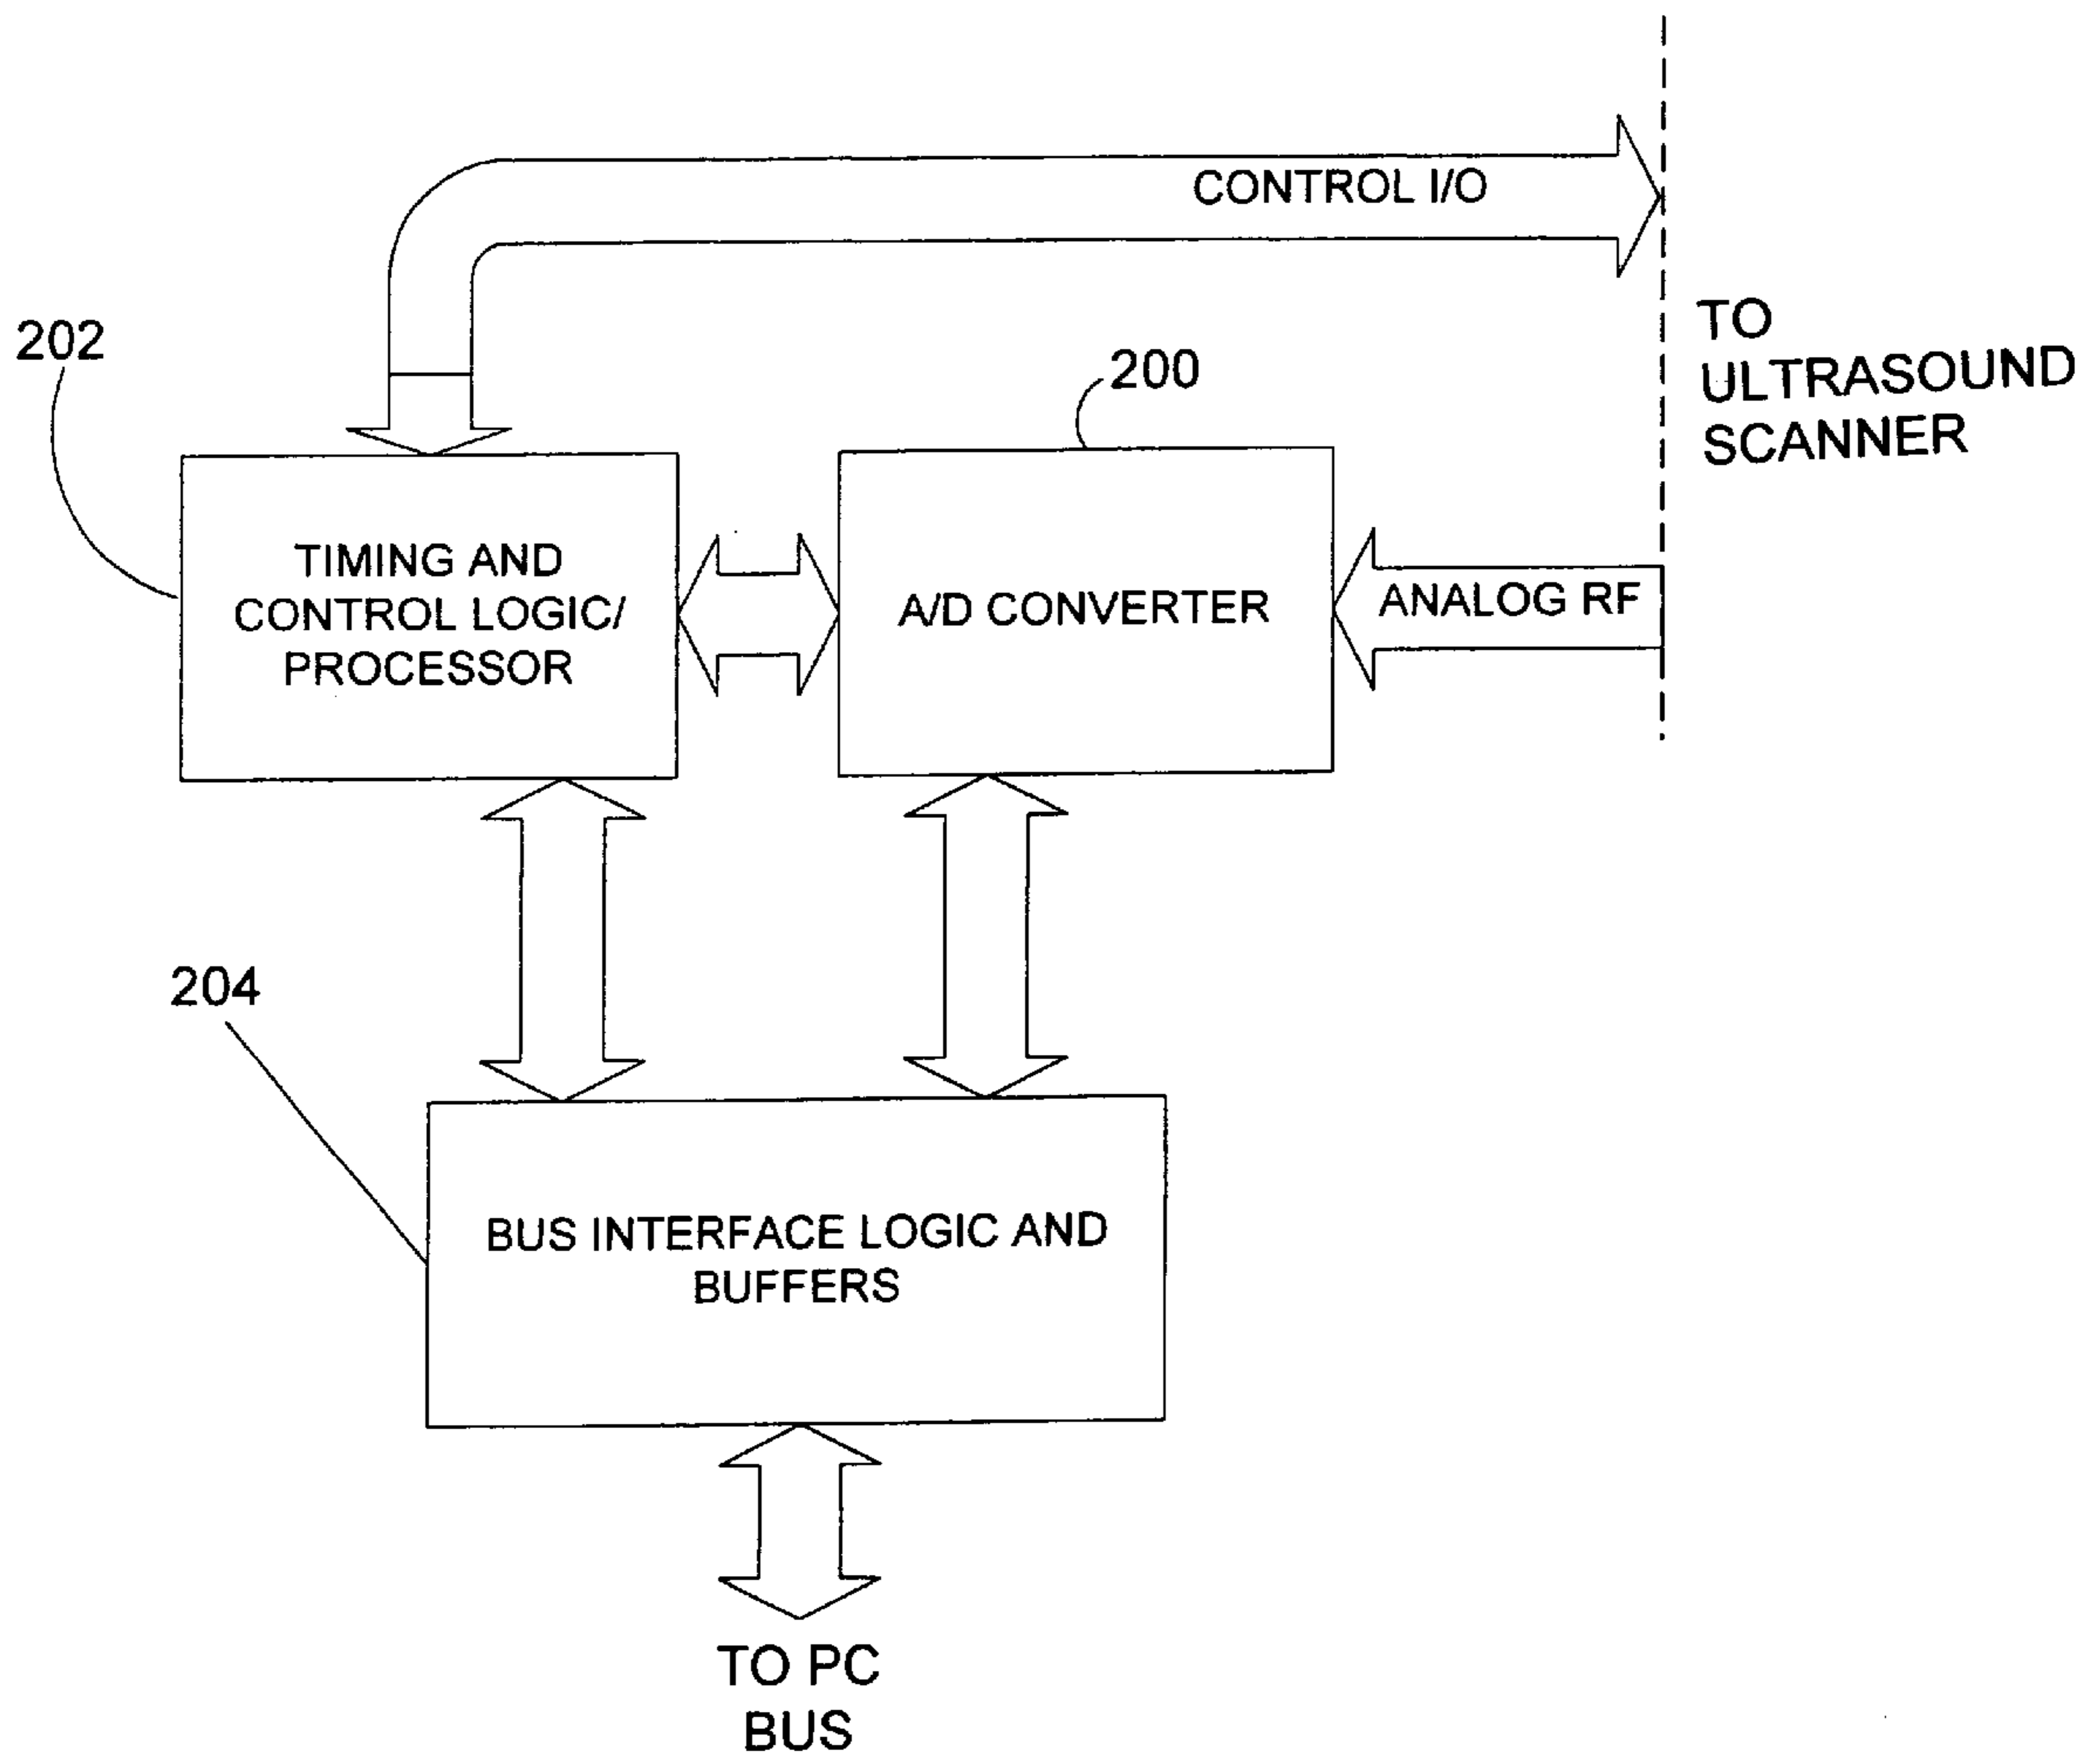 CONTROL I/O
TO
ULTRASOUND
SCANNER
202
200
TIMING AND
CONTROL LOGIC/
PROCESSOR
A/D CONVERTER
ANALOG RF
204
BUS INTERFACE LOGIC AND
BUFFERS
TO PC
BUS